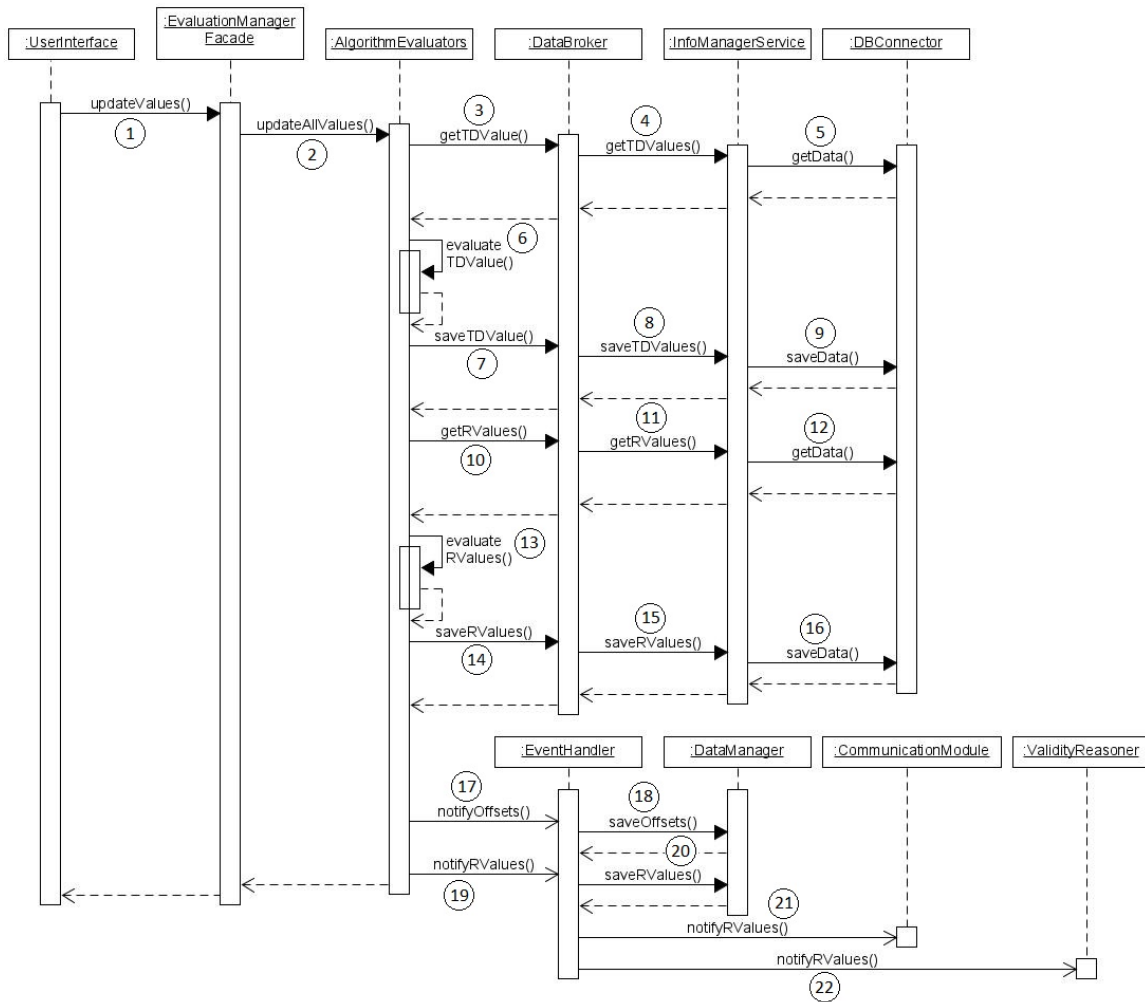 :UserInterface
:EvaluationManager
Facade
:AlgorithmEvaluators
:DataBroker
:InfoManagerService
:DBConnector
updateValues()
1
updateAllValues()
2
3
getTDValue()
4
getTDValues()
5
getData()
evaluate
TDValue()
6
saveTDValue()
7
8
saveTDValues()
9
saveData()
getRValues()
10
11
getRValues()
12
getData()
evaluate
RValues()
13
saveRValues()
14
15
saveRValues()
16
saveData()
:EventHandler
:DataManager
:CommunicationModule
:ValidityReasoner
17
notifyOffsets()
18
saveOffsets()
notifyRValues()
19
20
saveRValues()
21
notifyRValues()
notifyRValues()
22